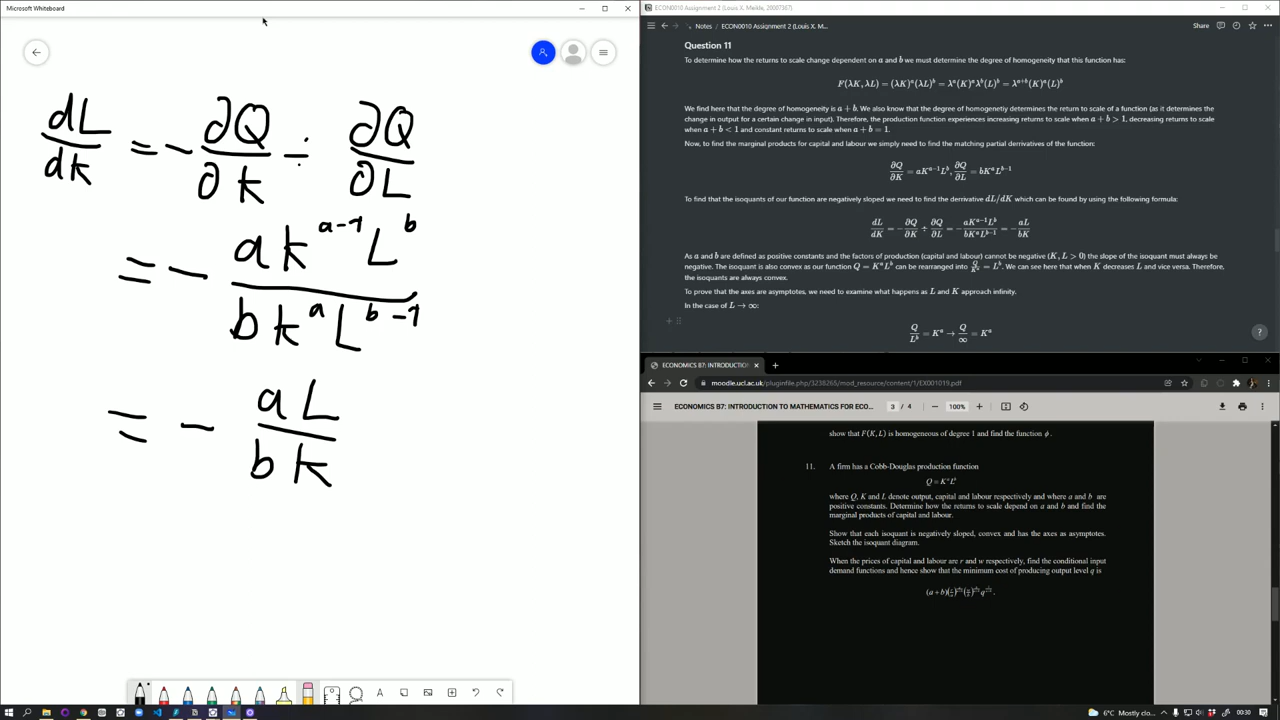 Microsoft Whiteboard
dL/dk = - ∂Q/∂k ÷ ∂Q/∂L
= - ak^(a-1) L^b / bk^a L^(b-1)
= - aL / bk
ECON0010 Assignment 2 (Louis X. Meikle, 20007367)
Notes / ECON0010 Assignment 2 (Louis X. M...
Share
Question 11
To determine how the returns to scale change dependent on a and b we must determine the degree of homogeneity that this function has:
F(λK, λL) = (λK)^a(λL)^b = λ^a(K)^a λ^b(L)^b = λ^(a+b)(K)^a(L)^b
We find here that the degree of homogeneity is a + b. We also know that the degree of homogenetiy determines the return to scale of a function (as it determines the
change in output for a certain change in input). Therefore, the production function experiences increasing returns to scale when a + b > 1, decreasing returns to scale
when a + b < 1 and constant returns to scale when a + b = 1.
Now, to find the marginal products for capital and labour we simply need to find the matching partial derivatives of the function:
∂Q/∂K = aK^(a-1)L^b, ∂Q/∂L = bK^a L^(b-1)
To find that the isoquants of our function are negatively sloped we need to find the derrivative dL/dK which can be found by using the following formula:
dL/dK = - ∂Q/∂K ÷ ∂Q/∂L = - aK^(a-1)L^b / bK^a L^(b-1) = - aL/bK
As a and b are defined as positive constants and the factors of production (capital and labour) cannot be negative (K, L > 0) the slope of the isoquant must always be
negative. The isoquant is also convex as our function Q = K^a L^b can be rearranged into Q/K^a = L^b. We can see here that when K decreases L and vice versa. Therefore,
the isoquants are always convex.
To prove that the axes are asymptotes, we need to examine what happens as L and K approach infinity.
In the case of L → ∞:
Q/L^b = K^a → Q/∞ = K^a
ECONOMICS B7: INTRODUCTIO
moodle.ucl.ac.uk/pluginfile.php/3238265/mod_resource/content/1/EX001019.pdf
ECONOMICS B7: INTRODUCTION TO MATHEMATICS FOR ECO... 3 / 4 100%
show that F(K, L) is homogeneous of degree 1 and find the function ϕ.
11. A firm has a Cobb-Douglas production function
Q = K^a L^b
where Q, K and L denote output, capital and labour respectively and where a and b are
positive constants. Determine how the returns to scale depend on a and b and find the
marginal products of capital and labour.
Show that each isoquant is negatively sloped, convex and has the axes as asymptotes.
Sketch the isoquant diagram.
When the prices of capital and labour are r and w respectively, find the conditional input
demand functions and hence show that the minimum cost of producing output level q is
6°C Mostly clo... 00:30